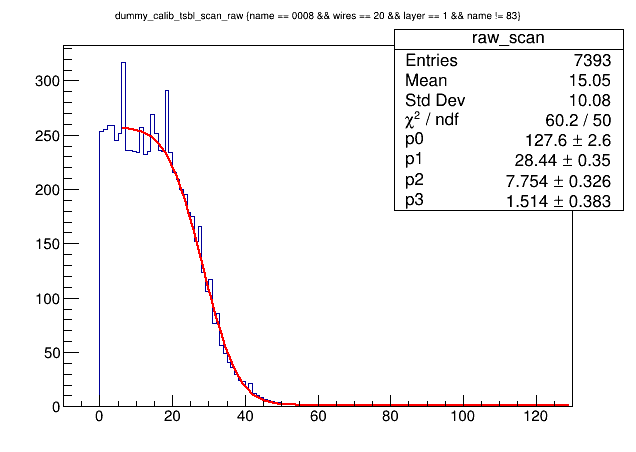 dummy_calib_tsbl_scan_raw {name == 0008 && wires == 20 && layer == 1 && name != 83}
raw_scan
Entries 7393
Mean 15.05
Std Dev 10.08
χ² / ndf 60.2 / 50
p0 127.6 ± 2.6
p1 28.44 ± 0.35
p2 7.754 ± 0.326
p3 1.514 ± 0.383
300
250
200
150
100
50
0
0 20 40 60 80 100 120